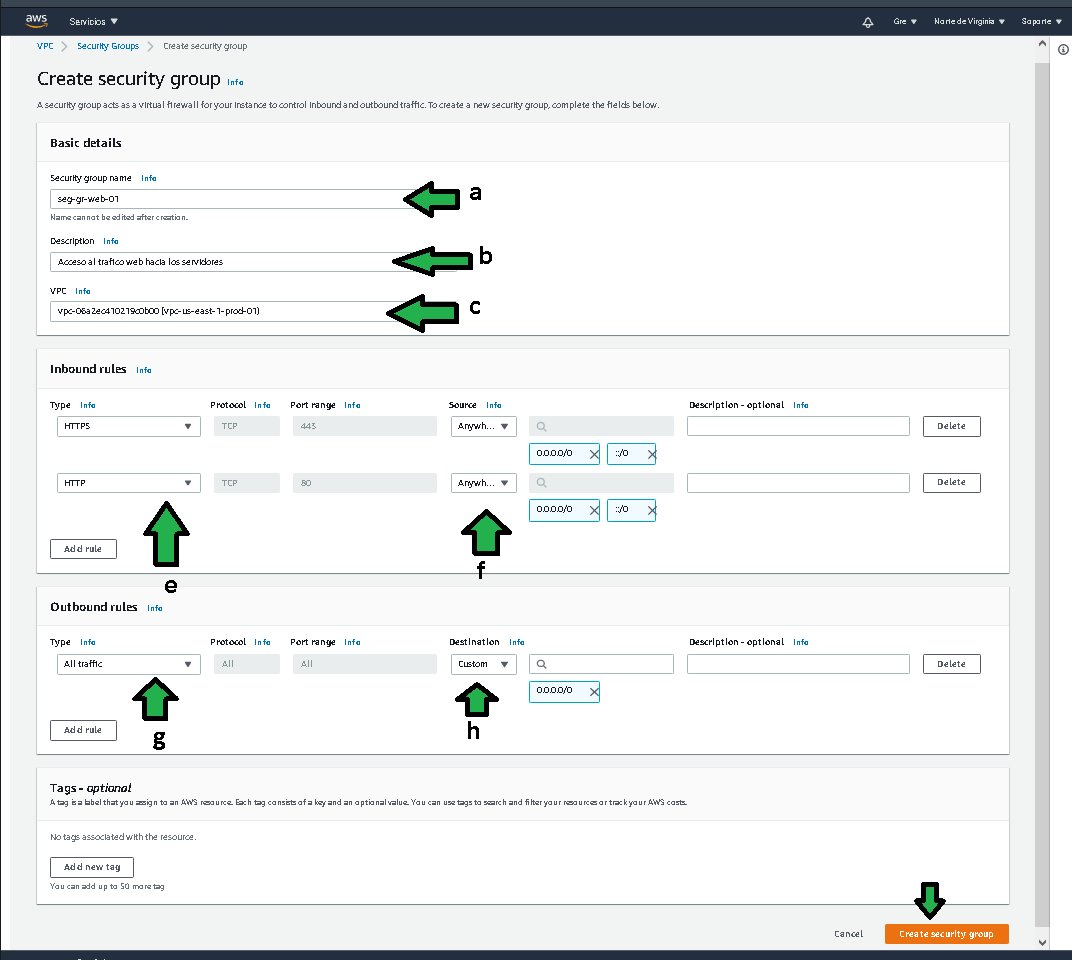 aws Servicios Gre Norte de Virginia Soporte
VPC Security Groups Create security group
Create security group Info
A security group acts as a virtual firewall for your instance to control inbound and outbound traffic. To create a new security group, complete the fields below.
Basic details
Security group name Info
seg-gr-web-01 a
Name cannot be edited after creation.
Description Info
Acceso al trafico web hacia los servidores b
VPC Info
vpc-06a2ec410219c0b00 (vpc-us-east-1-prod-01) c
Inbound rules Info
Type Info Protocol Info Port range Info Source Info Description - optional Info
HTTPS TCP 443 Anywh... Delete
0.0.0.0/0 ::/0
HTTP TCP 80 Anywh... Delete
0.0.0.0/0 ::/0
Add rule
e f
Outbound rules Info
Type Info Protocol Info Port range Info Destination Info Description - optional Info
All traffic All All Custom Delete
0.0.0.0/0
Add rule
g h
Tags - optional
A tag is a label that you assign to an AWS resource. Each tag consists of a key and an optional value. You can use tags to search and filter your resources or track your AWS costs.
No tags associated with the resource.
Add new tag
You can add up to 50 more tag
Cancel Create security group